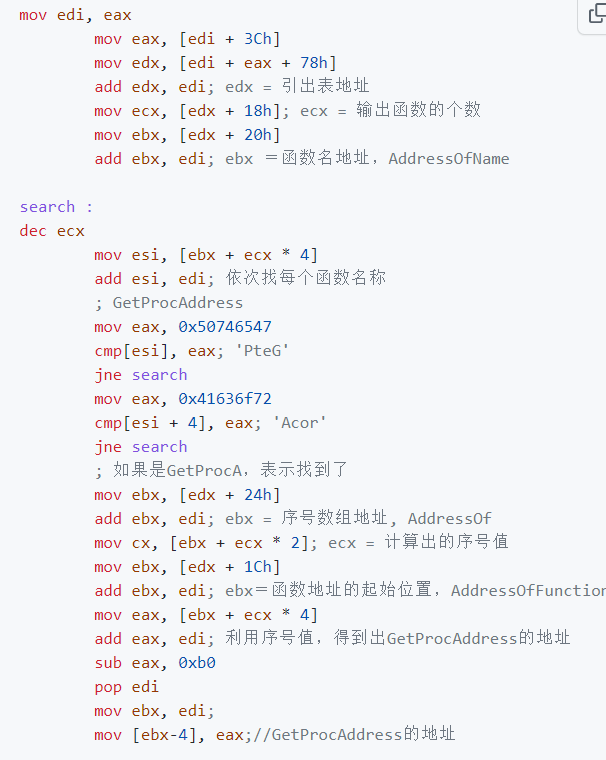 mov edi, eax
mov eax, [edi + 3Ch]
mov edx, [edi + eax + 78h]
add edx, edi; edx = 引出表地址
mov ecx, [edx + 18h]; ecx = 输出函数的个数
mov ebx, [edx + 20h]
add ebx, edi; ebx ＝函数名地址，AddressOfName
search :
dec ecx
mov esi, [ebx + ecx * 4]
add esi, edi; 依次找每个函数名称
; GetProcAddress
mov eax, 0x50746547
cmp[esi], eax; 'PteG'
jne search
mov eax, 0x41636f72
cmp[esi + 4], eax; 'Acor'
jne search
; 如果是GetProcA，表示找到了
mov ebx, [edx + 24h]
add ebx, edi; ebx = 序号数组地址, AddressOf
mov cx, [ebx + ecx * 2]; ecx = 计算出的序号值
mov ebx, [edx + 1Ch]
add ebx, edi; ebx＝函数地址的起始位置，AddressOfFunction
mov eax, [ebx + ecx * 4]
add eax, edi; 利用序号值，得到出GetProcAddress的地址
sub eax, 0xb0
pop edi
mov ebx, edi;
mov [ebx-4], eax;//GetProcAddress的地址